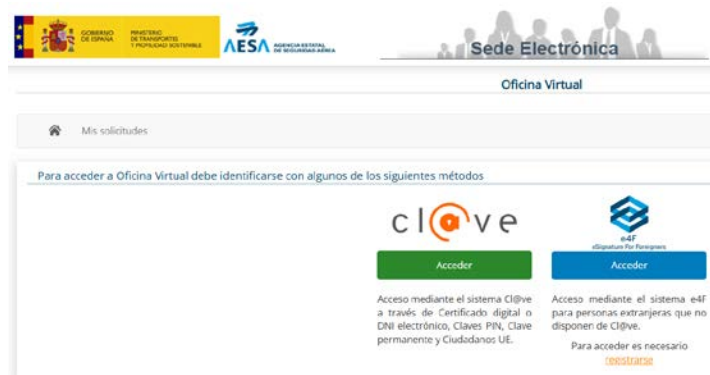 GOBIERNO
DE ESPAÑA
MINISTERIO
DE TRANSPORTES
Y MOVILIDAD SOSTENIBLE
AESA AGENCIA ESTATAL
DE SEGURIDAD AÉREA
Sede Electrónica
Oficina Virtual
Mis solicitudes
Para acceder a Oficina Virtual debe identificarse con algunos de los siguientes métodos
cl@ve
e4F
eSignature For Foreigners
Acceder
Acceder
Acceso mediante el sistema Cl@ve
a través de Certificado digital o
DNI electrónico, Claves PIN, Clave
permanente y Ciudadanos UE.
Acceso mediante el sistema e4F
para personas extranjeras que no
disponen de Cl@ve.
Para acceder es necesario
registrarse